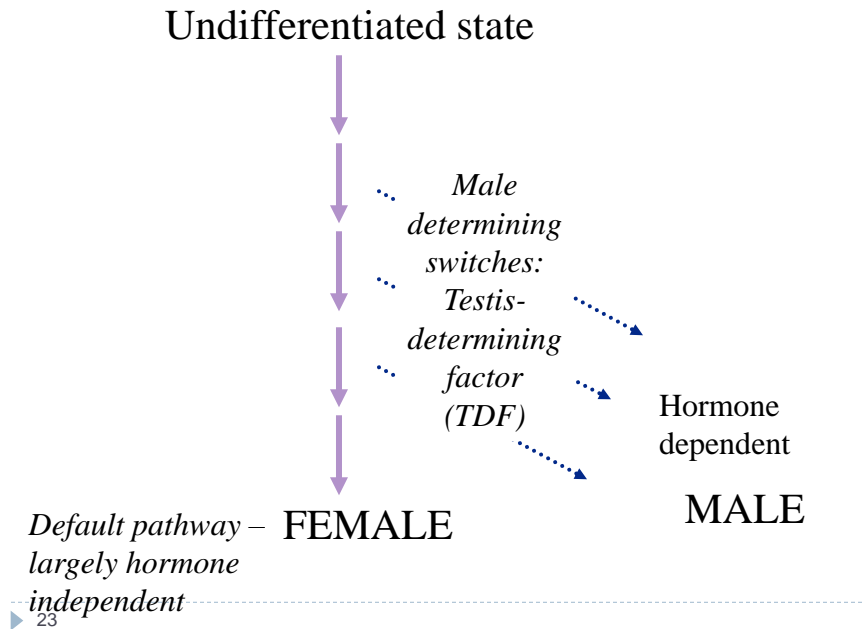 Undifferentiated state
Male
determining
switches:
Testis-
determining
factor
(TDF)
Hormone
dependent
MALE
FEMALE
Default pathway –
largely hormone
independent
23